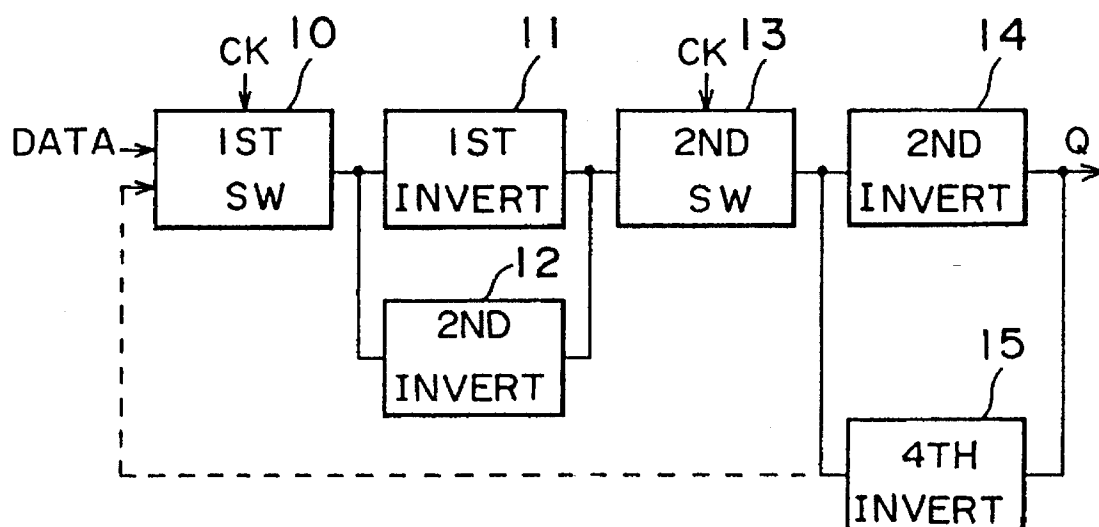 10
11
13
14
CK
CK
DATA
1ST
SW
1ST
INVERT
2ND
SW
2ND
INVERT
Q
12
2ND
INVERT
15
4TH
INVERT